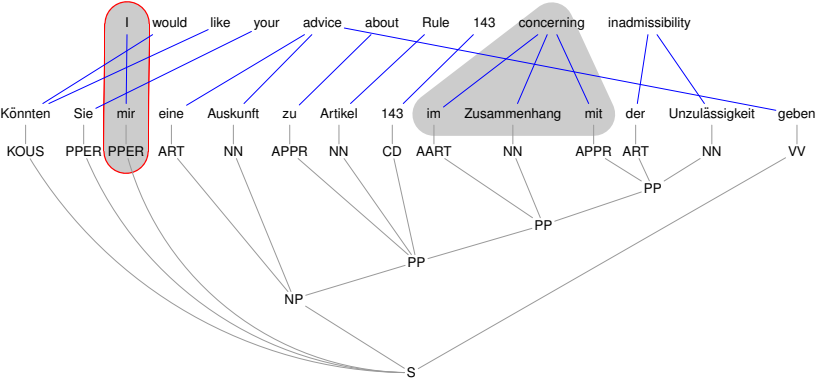 I would like your advice about Rule 143 concerning inadmissibility
Könnten Sie mir eine Auskunft zu Artikel 143 im Zusammenhang mit der Unzulässigkeit geben
KOUS PPER PPER ART NN APPR NN CD AART NN APPR ART NN VV
PP
PP
PP
NP
S